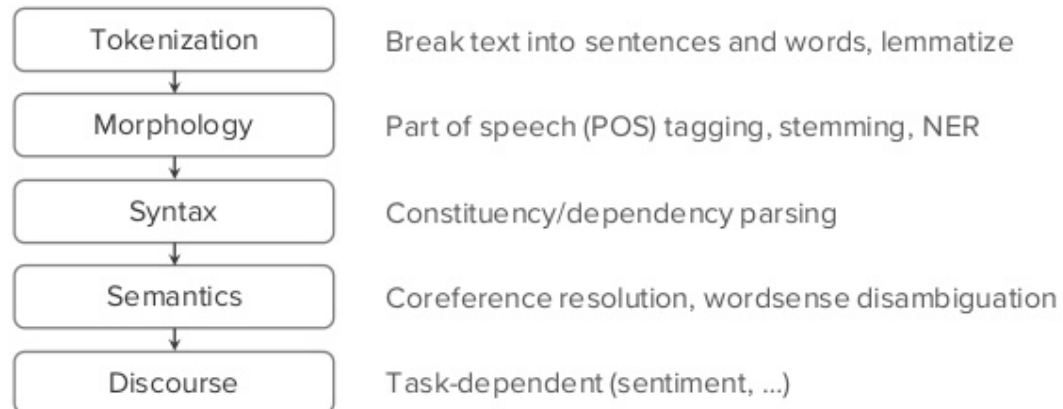 Tokenization Break text into sentences and words, lemmatize
Morphology Part of speech (POS) tagging, stemming, NER
Syntax Constituency/dependency parsing
Semantics Coreference resolution, wordsense disambiguation
Discourse Task-dependent (sentiment, ...)